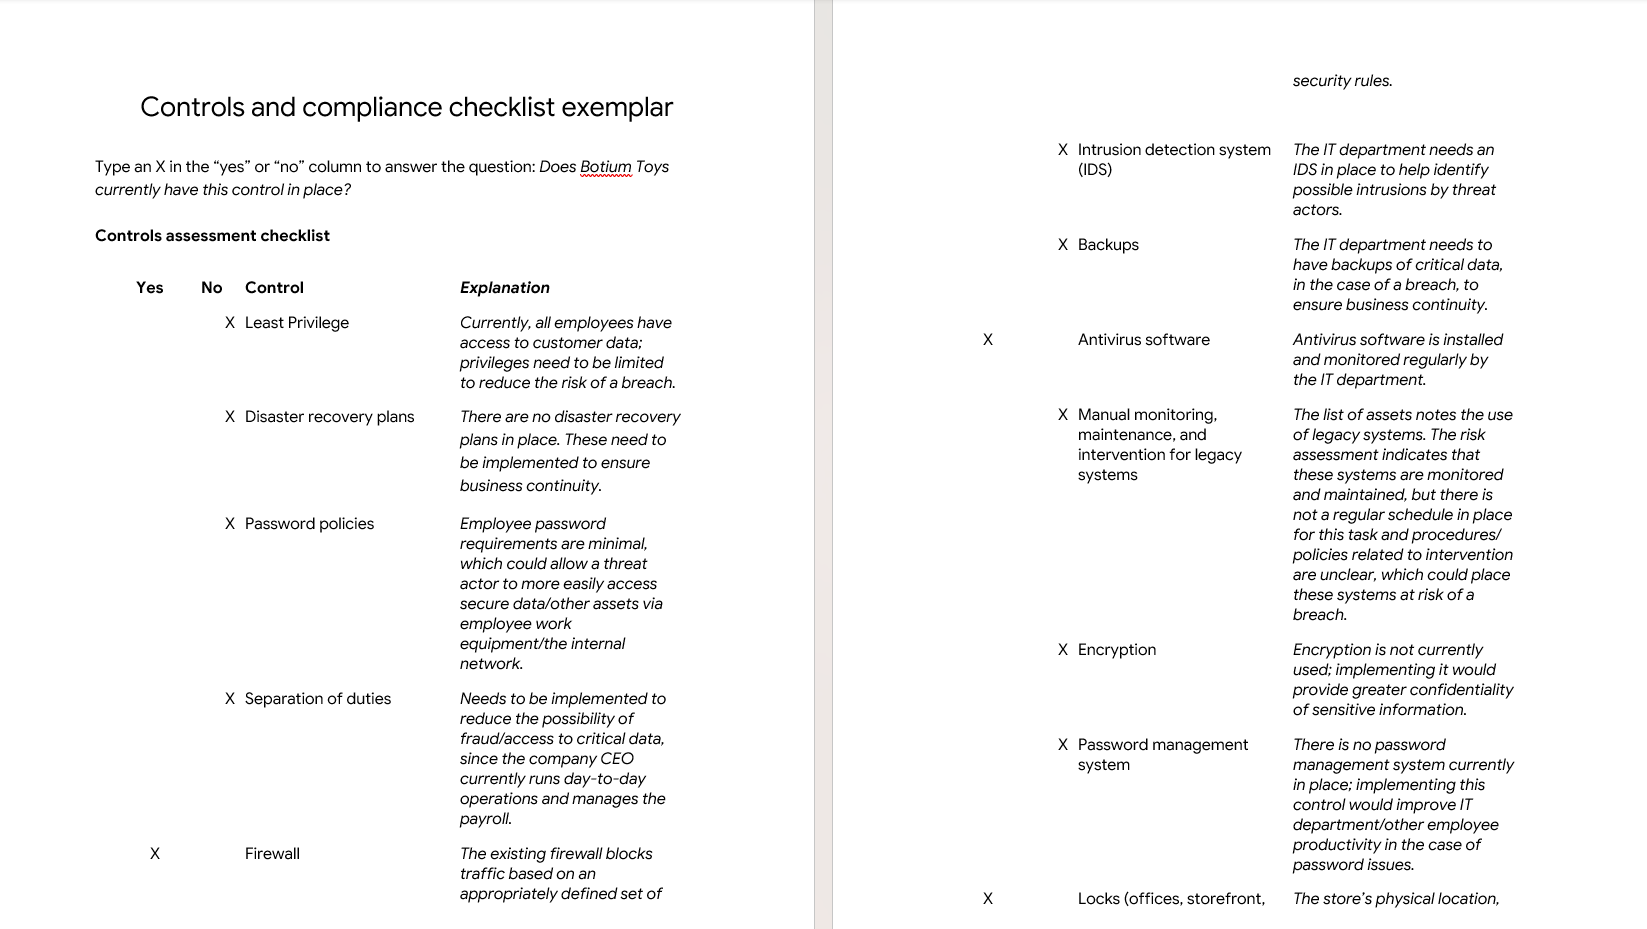 Controls and compliance checklist exemplar
Type an X in the “yes” or “no” column to answer the question: Does Botium Toys
currently have this control in place?
Controls assessment checklist
Yes No Control Explanation
X Least Privilege Currently, all employees have
access to customer data;
privileges need to be limited
to reduce the risk of a breach.
X Disaster recovery plans There are no disaster recovery
plans in place. These need to
be implemented to ensure
business continuity.
X Password policies Employee password
requirements are minimal,
which could allow a threat
actor to more easily access
secure data/other assets via
employee work
equipment/the internal
network.
X Separation of duties Needs to be implemented to
reduce the possibility of
fraud/access to critical data,
since the company CEO
currently runs day-to-day
operations and manages the
payroll.
X Firewall The existing firewall blocks
traffic based on an
appropriately defined set of
security rules.
X Intrusion detection system The IT department needs an
(IDS) IDS in place to help identify
possible intrusions by threat
actors.
X Backups The IT department needs to
have backups of critical data,
in the case of a breach, to
ensure business continuity.
X Antivirus software Antivirus software is installed
and monitored regularly by
the IT department.
X Manual monitoring, The list of assets notes the use
maintenance, and of legacy systems. The risk
intervention for legacy assessment indicates that
systems these systems are monitored
and maintained, but there is
not a regular schedule in place
for this task and procedures/
policies related to intervention
are unclear, which could place
these systems at risk of a
breach.
X Encryption Encryption is not currently
used; implementing it would
provide greater confidentiality
of sensitive information.
X Password management There is no password
system management system currently
in place; implementing this
control would improve IT
department/other employee
productivity in the case of
password issues.
X Locks (offices, storefront, The store’s physical location,